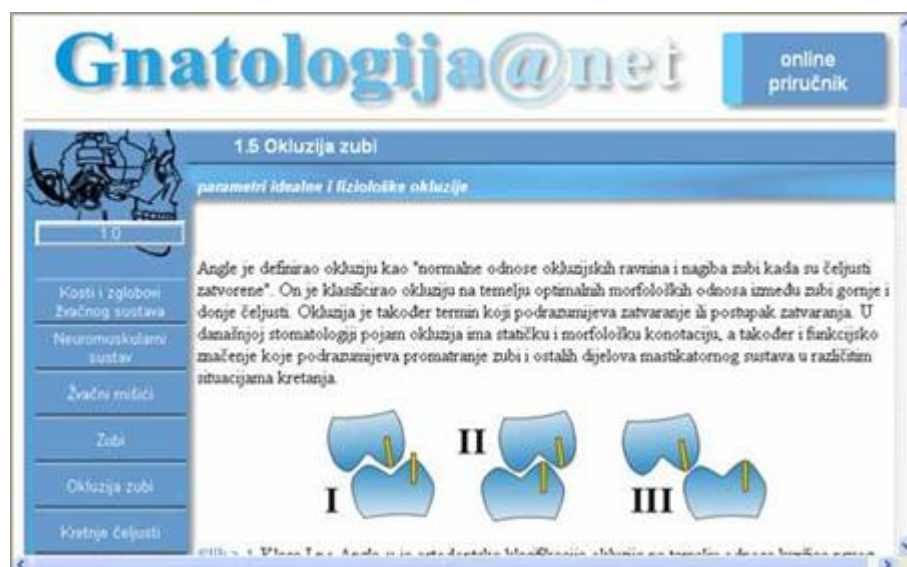 Gnatologija@net
online
priručnik
1.5 Okluzija zubi
parametri idealne i fiziološke okluzije
1.0
Kosti i zglobovi
žvačnog sustava
Neuromuskularni
sustav
Žvačni mišići
Zubi
Okluzija zubi
Kretnje čeljusti
Angle je definirao okluziju kao "normalne odnose okluzijskih ravnina i nagiba zubi kada su čeljusti
zatvorene". On je klasificirao okluziju na temelju optimalnih morfoloških odnosa između zubi gornje i
donje čeljusti. Okluzija je također termin koji podrazumijeva zatvaranje ili postupak zatvaranja. U
današnjoj stomatologiji pojam okluzija ima statičku i morfološku konotaciju, a također i funkcijsko
značenje koje podrazumijeva promatranje zubi i ostalih dijelova mastikatornog sustava u različitim
situacijama kretanja.
I
II
III